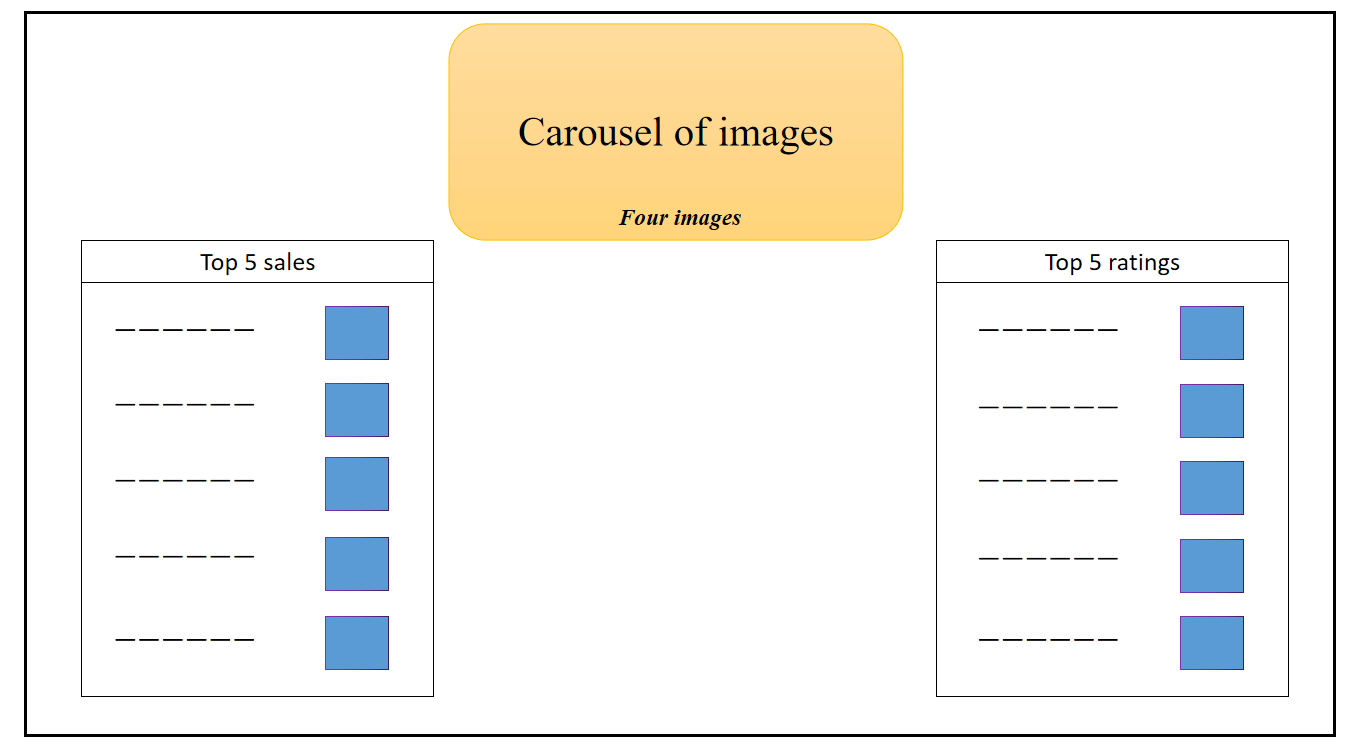 Carousel of images
Four images
Top 5 sales
Top 5 ratings